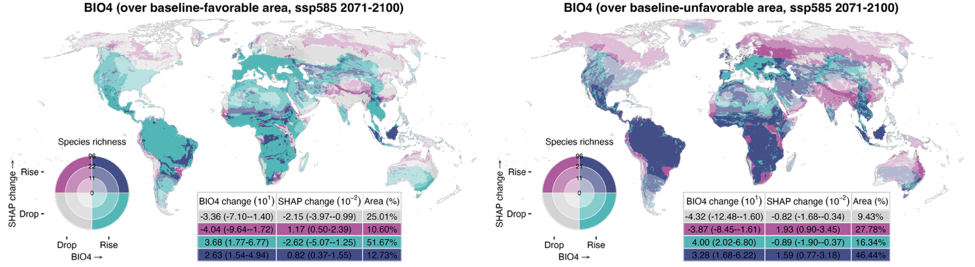 BIO4 (over baseline-favorable area, ssp585 2071-2100)
Species richness
96
22
11
0
SHAP change →
Rise
Drop
Drop
Rise
BIO4 →
BIO4 change (10¹) SHAP change (10⁻²) Area (%)
-3.36 (-7.10--1.40) -2.15 (-3.97--0.99) 25.01%
-4.04 (-9.64--1.72) 1.17 (0.50-2.39) 10.60%
3.68 (1.77-6.77) -2.62 (-5.07--1.25) 51.67%
2.63 (1.54-4.94) 0.82 (0.37-1.55) 12.73%
BIO4 (over baseline-unfavorable area, ssp585 2071-2100)
Species richness
96
22
11
0
SHAP change →
Rise
Drop
Drop
Rise
BIO4 →
BIO4 change (10¹) SHAP change (10⁻²) Area (%)
-4.32 (-12.48--1.60) -0.82 (-1.68--0.34) 9.43%
-3.87 (-8.45--1.61) 1.93 (0.90-3.45) 27.78%
4.00 (2.02-6.80) -0.89 (-1.90--0.37) 16.34%
3.28 (1.68-6.22) 1.59 (0.77-3.18) 46.44%